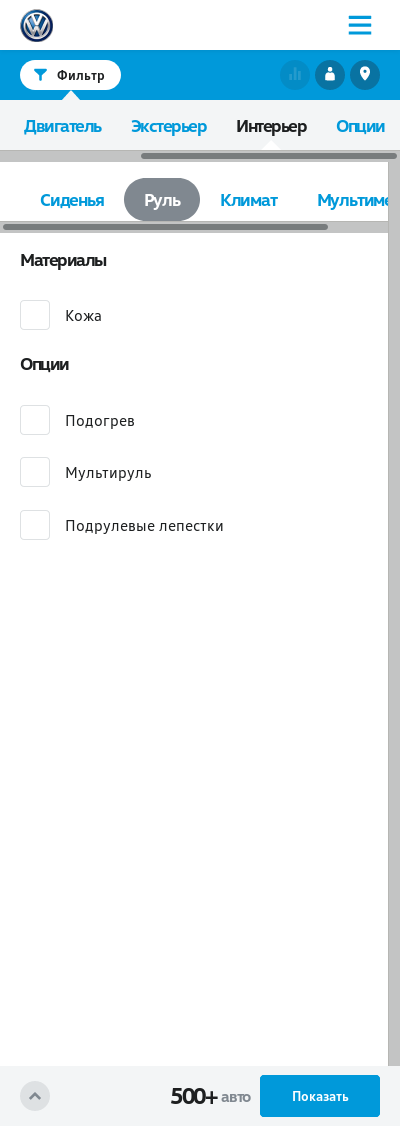 Фильтр
Двигатель Экстерьер Интерьер Опции
Сиденья Руль Климат Мультиме
Материалы
Кожа
Опции
Подогрев
Мультируль
Подрулевые лепестки
500+ авто Показать